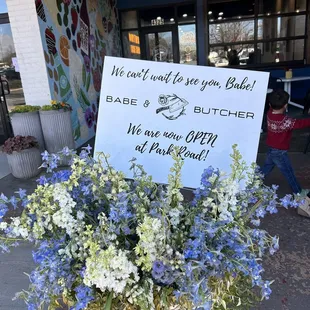 We can't wait to see you, Babe!
BABE & BUTCHER
We are now OPEN
at Park Road!